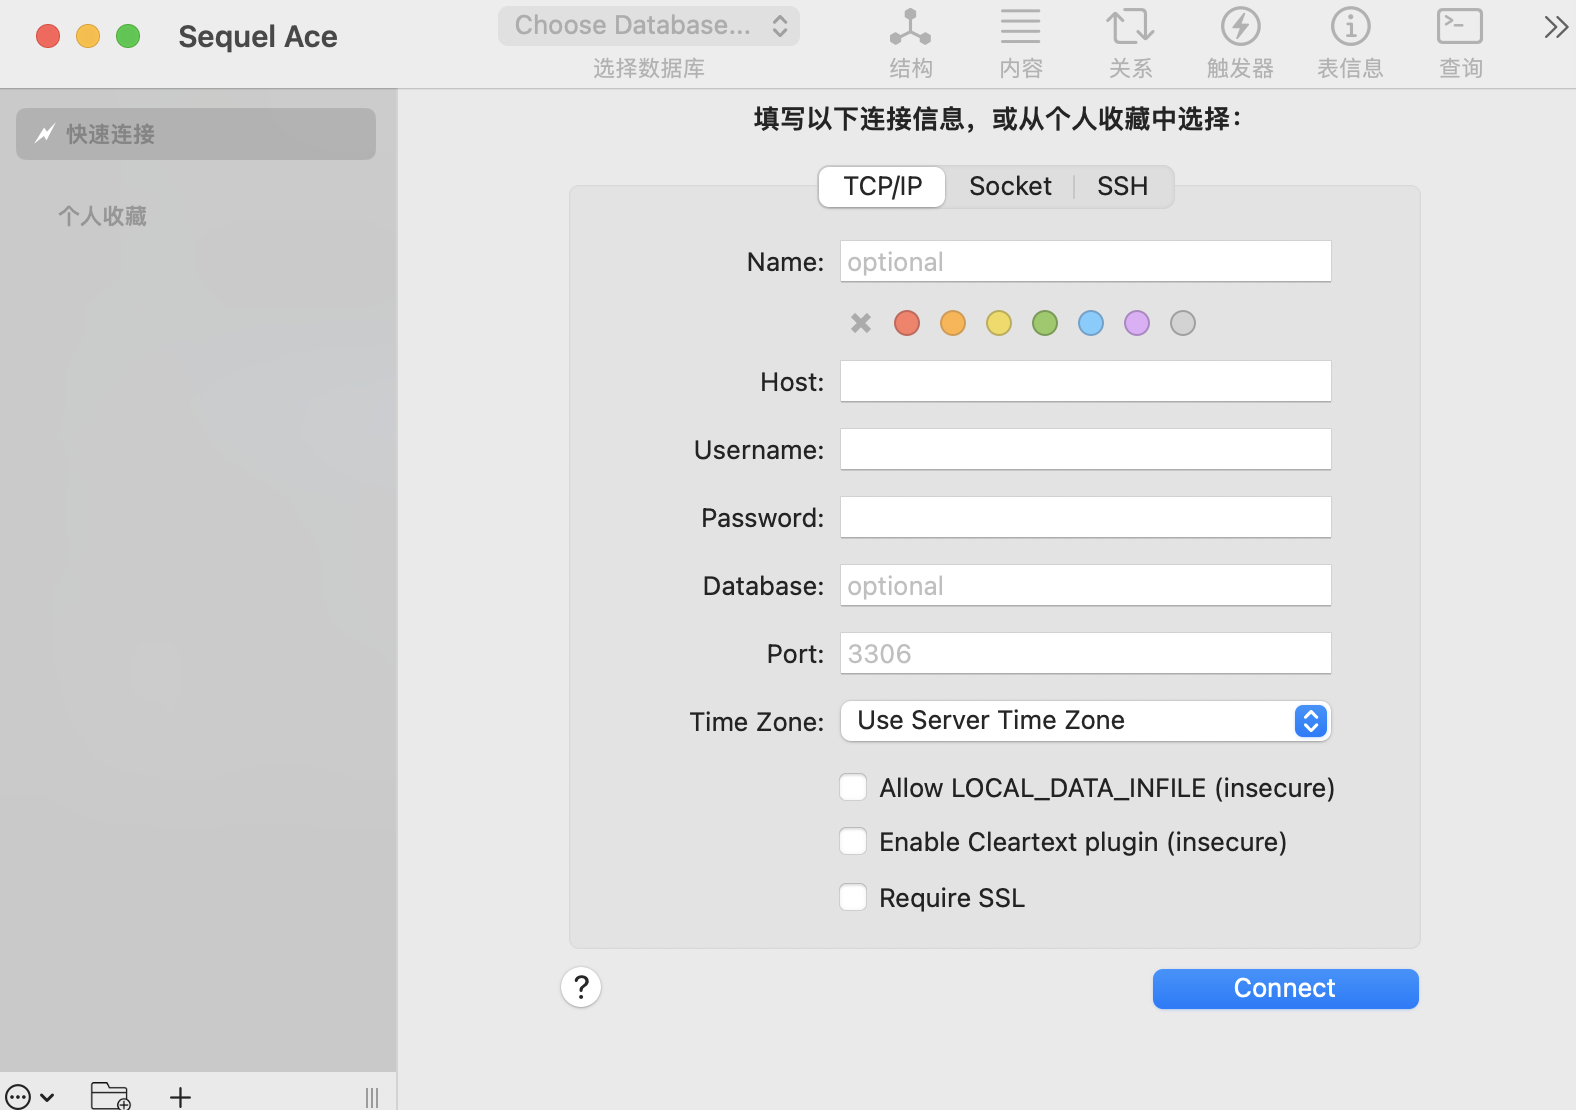 Sequel Ace
Choose Database...
选择数据库
结构
内容
关系
触发器
表信息
查询
快速连接
个人收藏
填写以下连接信息，或从个人收藏中选择：
TCP/IP
Socket
SSH
Name:
optional
Host:
Username:
Password:
Database:
optional
Port:
3306
Time Zone:
Use Server Time Zone
Allow LOCAL_DATA_INFILE (insecure)
Enable Cleartext plugin (insecure)
Require SSL
?
Connect